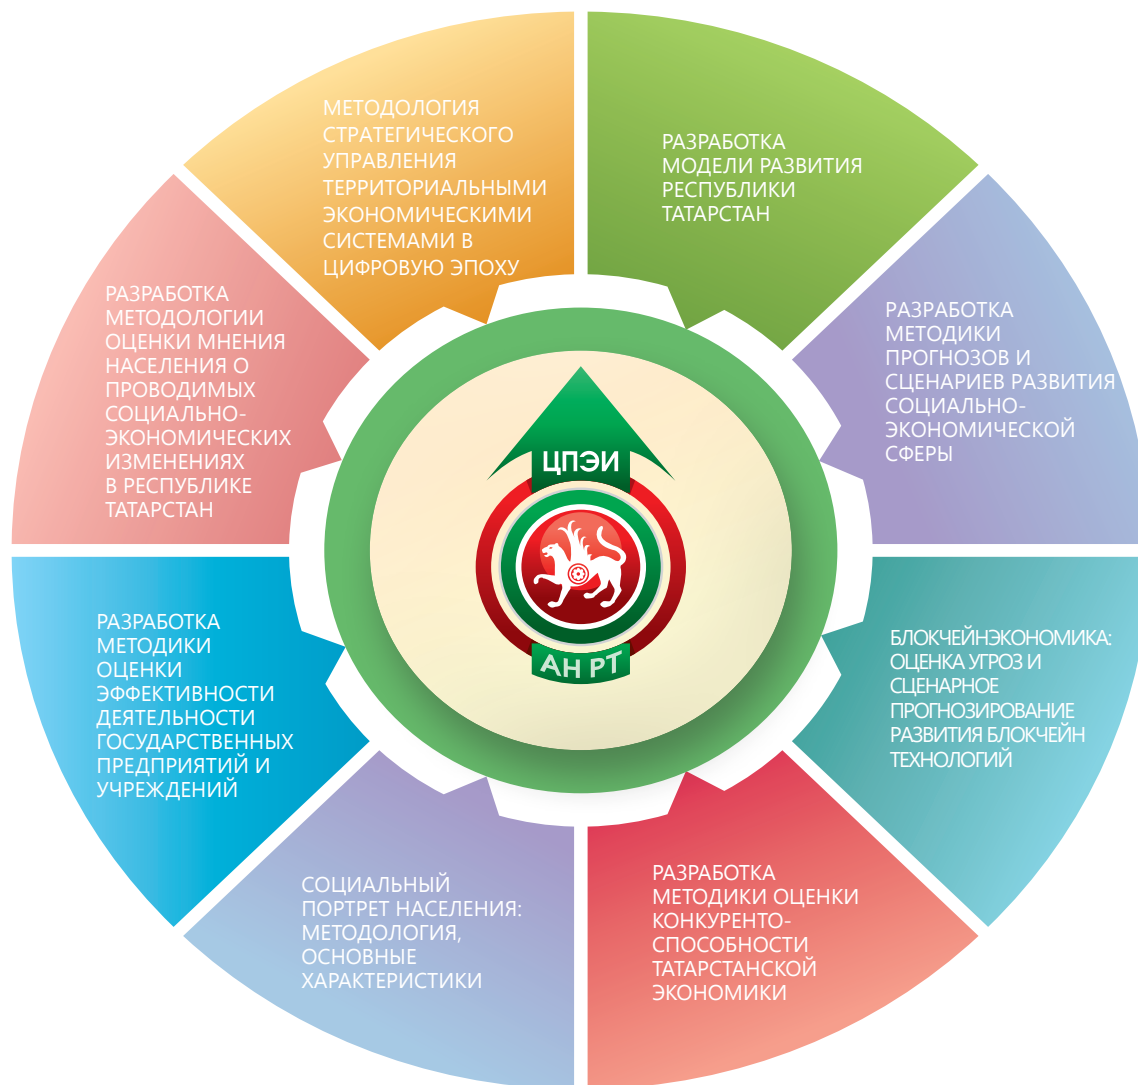 МЕТОДОЛОГИЯ
СТРАТЕГИЧЕСКОГО
УПРАВЛЕНИЯ
ТЕРРИТОРИАЛЬНЫМИ
ЭКОНОМИЧЕСКИМИ
СИСТЕМАМИ В
ЦИФРОВУЮ ЭПОХУ
РАЗРАБОТКА
МОДЕЛИ РАЗВИТИЯ
РЕСПУБЛИКИ
ТАТАРСТАН
РАЗРАБОТКА
МЕТОДИКИ
ПРОГНОЗОВ И
СЦЕНАРИЕВ РАЗВИТИЯ
СОЦИАЛЬНО-
ЭКОНОМИЧЕСКОЙ
СФЕРЫ
БЛОКЧЕЙНЭКОНОМИКА:
ОЦЕНКА УГРОЗ И
СЦЕНАРНОЕ
ПРОГНОЗИРОВАНИЕ
РАЗВИТИЯ БЛОКЧЕЙН
ТЕХНОЛОГИЙ
РАЗРАБОТКА
МЕТОДИКИ ОЦЕНКИ
КОНКУРЕНТО-
СПОСОБНОСТИ
ТАТАРСТАНСКОЙ
ЭКОНОМИКИ
СОЦИАЛЬНЫЙ
ПОРТРЕТ НАСЕЛЕНИЯ:
МЕТОДОЛОГИЯ,
ОСНОВНЫЕ
ХАРАКТЕРИСТИКИ
РАЗРАБОТКА
МЕТОДИКИ
ОЦЕНКИ
ЭФФЕКТИВНОСТИ
ДЕЯТЕЛЬНОСТИ
ГОСУДАРСТВЕННЫХ
ПРЕДПРИЯТИЙ И
УЧРЕЖДЕНИЙ
РАЗРАБОТКА
МЕТОДОЛОГИИ
ОЦЕНКИ МНЕНИЯ
НАСЕЛЕНИЯ О
ПРОВОДИМЫХ
СОЦИАЛЬНО-
ЭКОНОМИЧЕСКИХ
ИЗМЕНЕНИЯХ
В РЕСПУБЛИКЕ
ТАТАРСТАН
ЦПЭИ
АН РТ